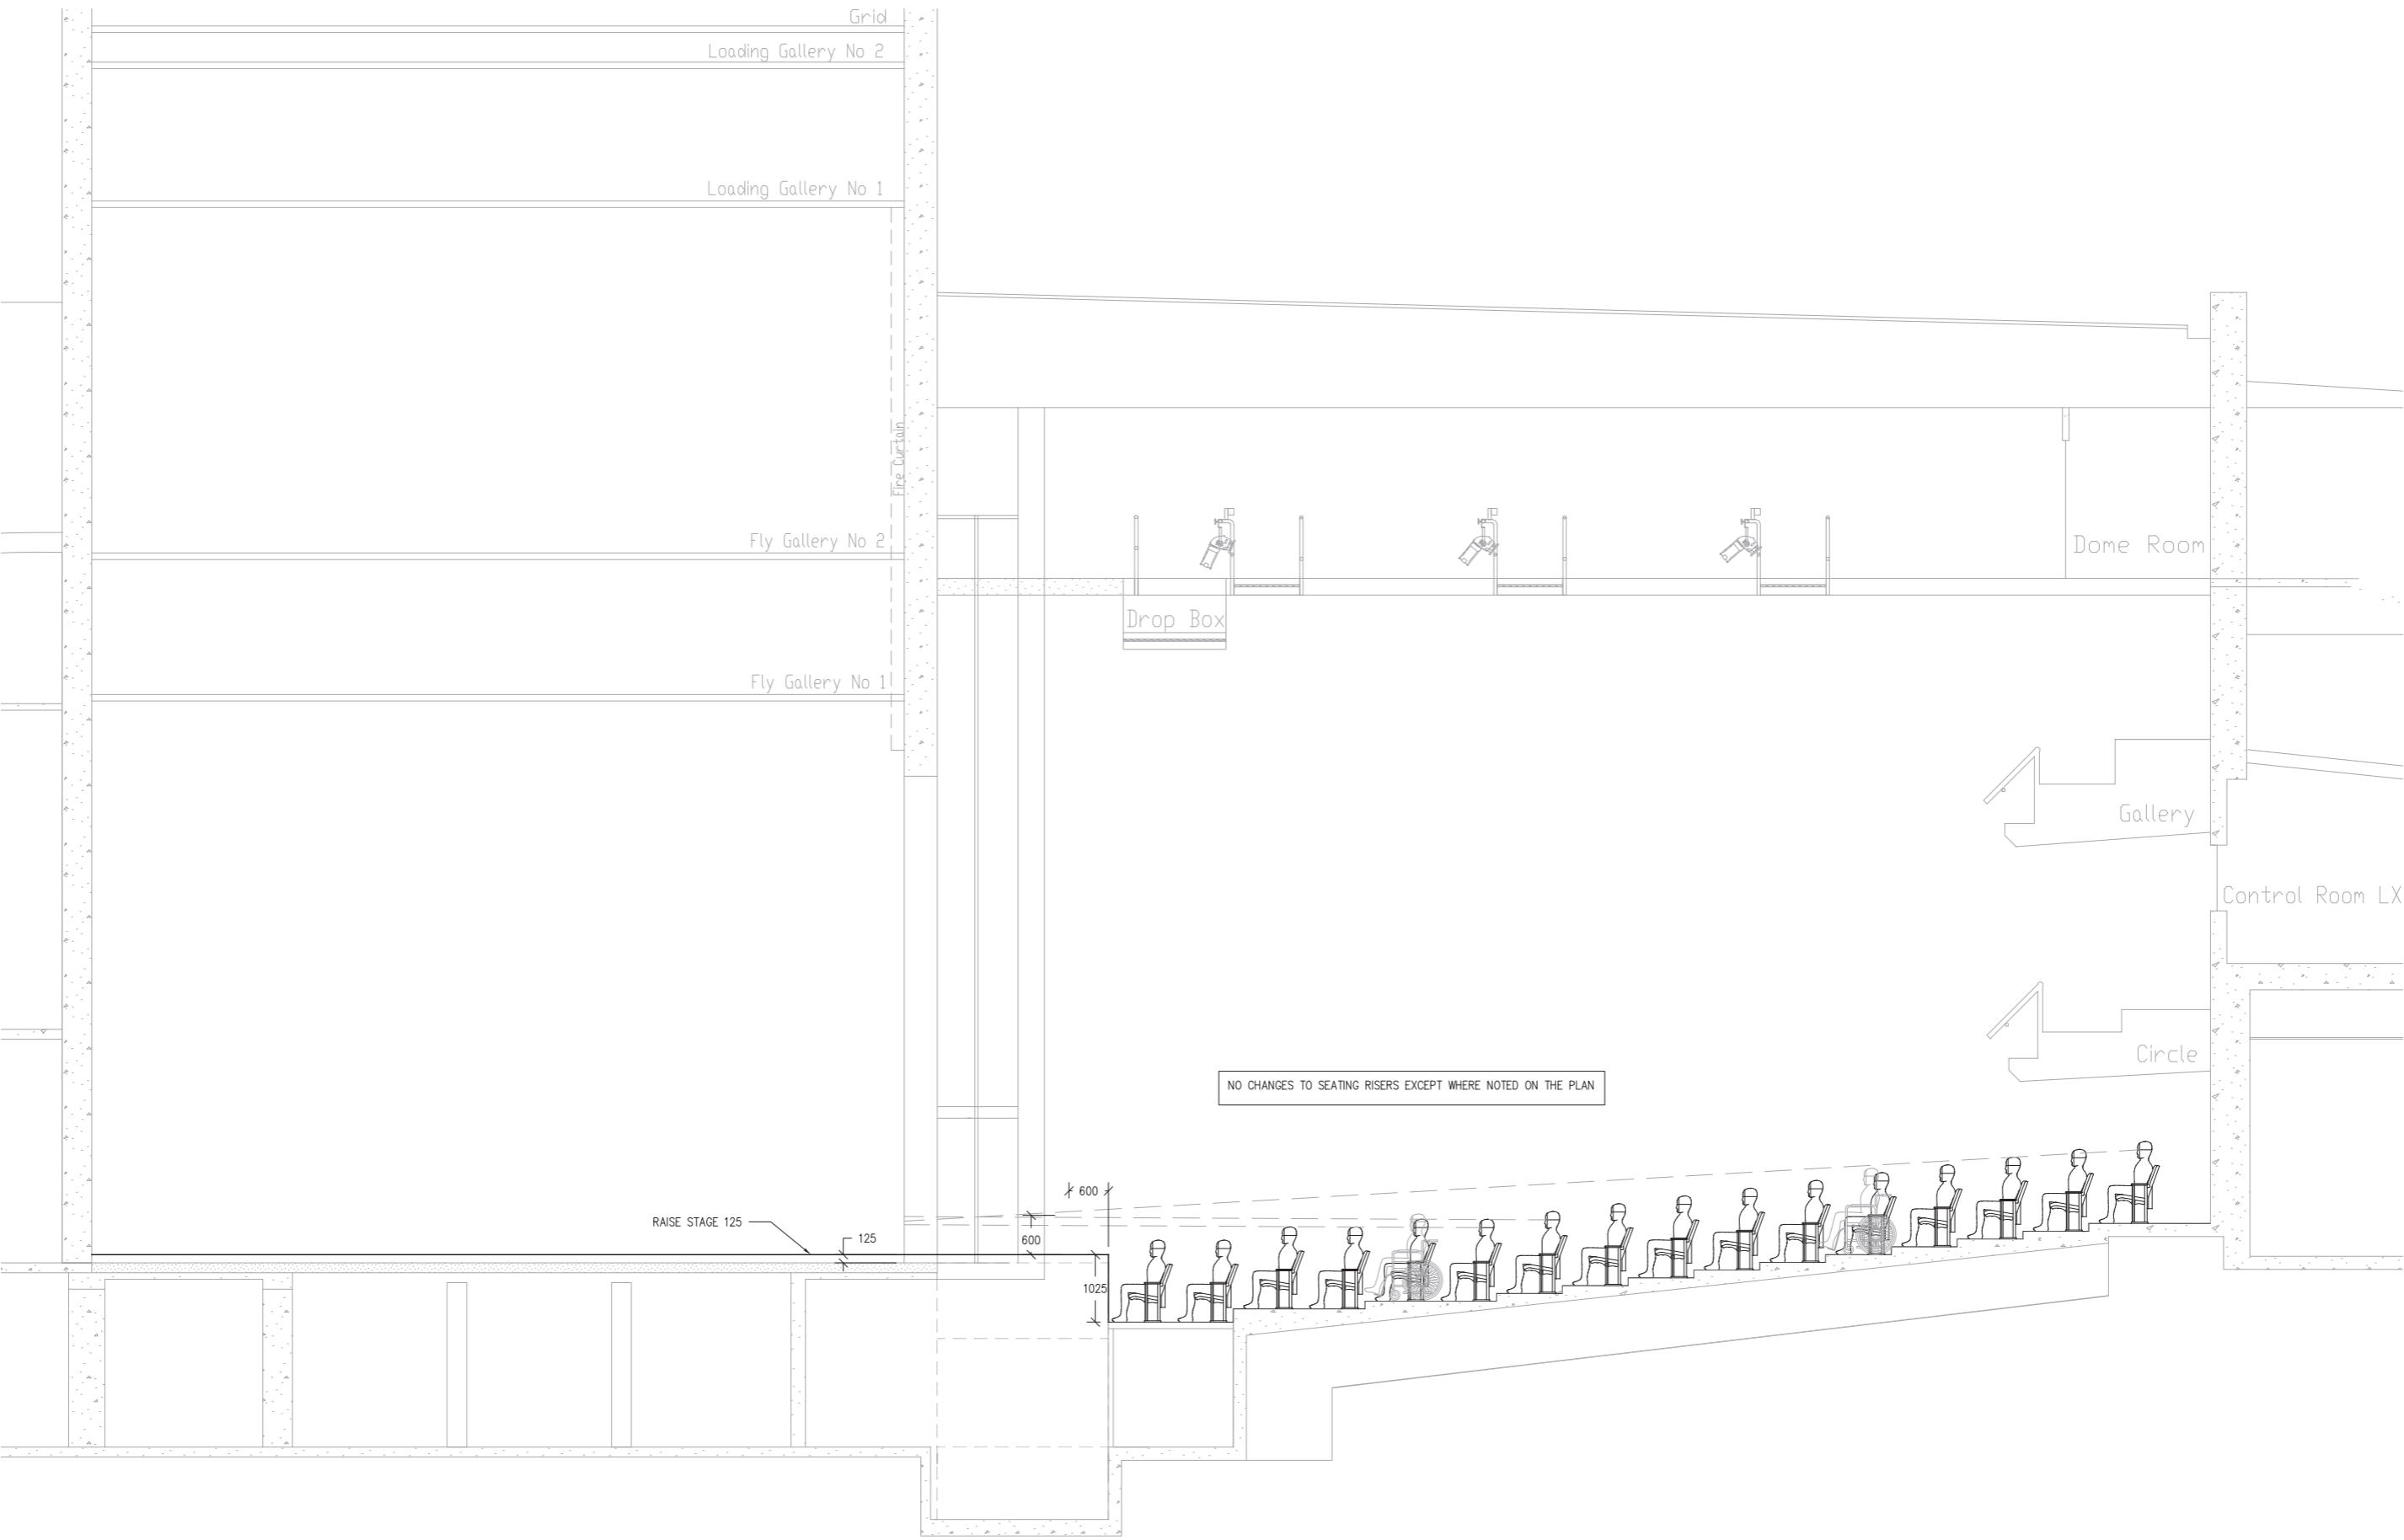 Grid
Loading Gallery No 2
Loading Gallery No 1
Fire Curtain
Fly Gallery No 2
Dome Room
Drop Box
Fly Gallery No 1
Gallery
Control Room LX
Circle
NO CHANGES TO SEATING RISERS EXCEPT WHERE NOTED ON THE PLAN
600
RAISE STAGE 125
125
600
1025